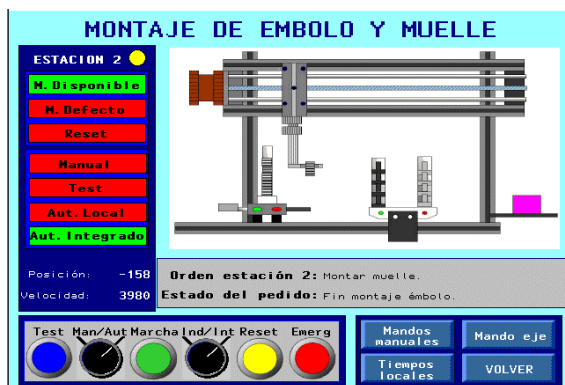 MONTAJE DE EMBOLO Y MUELLE
ESTACION 2
M. Disponible
M. Defecto
Reset
Manual
Test
Aut. Local
Aut. Integrado
Posición: -158
Velocidad: 3980
Orden estación 2: Montar muelle.
Estado del pedido: Fin montaje émbolo.
Test Man/Aut Marcha Ind/Int Reset Emerg
Mandos manuales
Mando eje
Tiempos locales
VOLVER